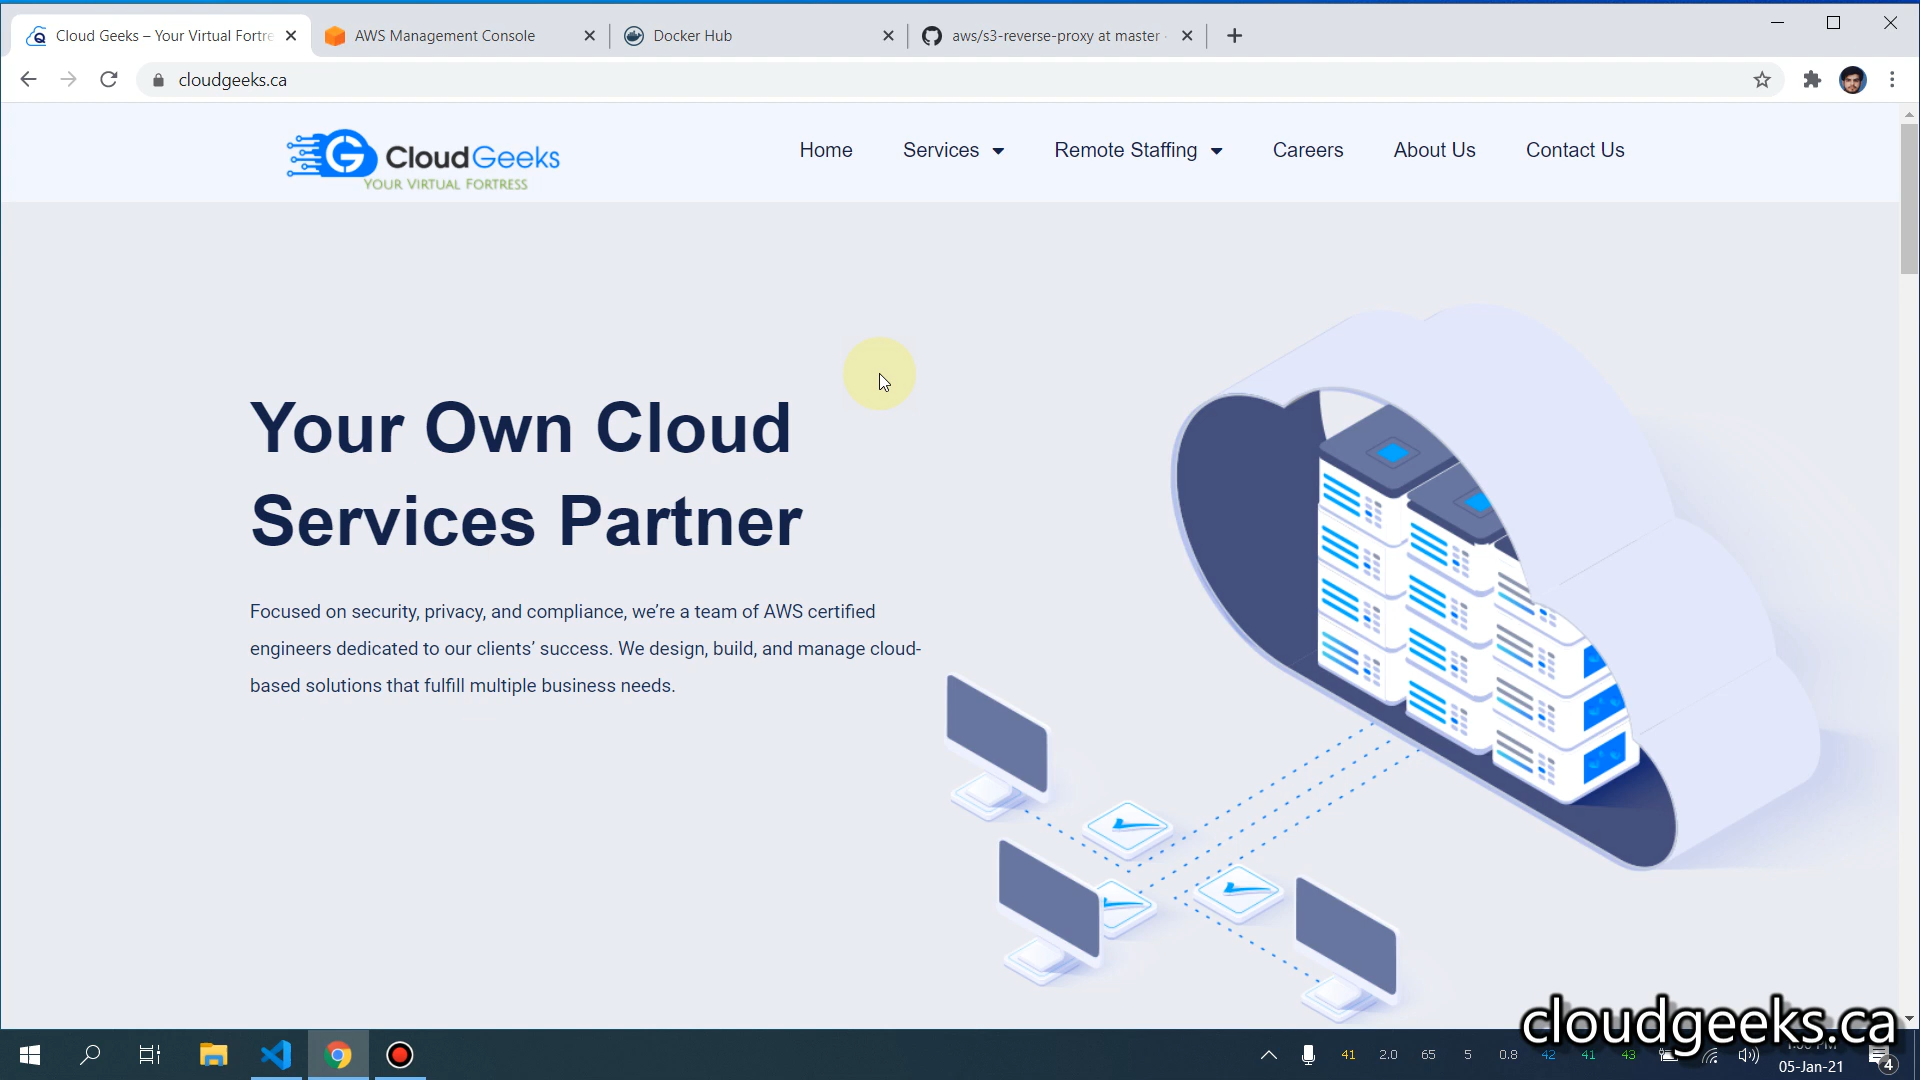 Cloud Geeks – Your Virtual Fortre
AWS Management Console
Docker Hub
aws/s3-reverse-proxy at master
cloudgeeks.ca
CloudGeeks
YOUR VIRTUAL FORTRESS
Home
Services
Remote Staffing
Careers
About Us
Contact Us
Your Own Cloud
Services Partner
Focused on security, privacy, and compliance, we’re a team of AWS certified
engineers dedicated to our clients’ success. We design, build, and manage cloud-
based solutions that fulfill multiple business needs.
cloudgeeks.ca
41 2.0 65 5 0.8 42 41 43
05-Jan-21
4